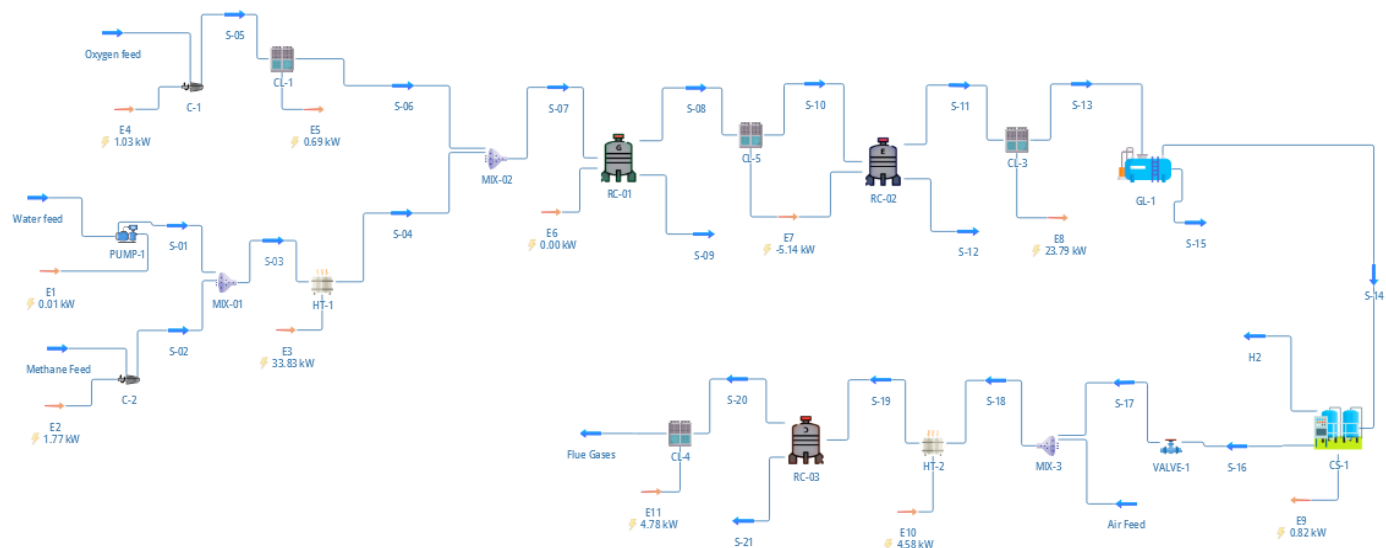 Oxygen feed
S-05
CL-1
C-1
E4
1.03 kW
E5
0.69 kW
S-06
Water feed
PUMP-1
S-01
E1
0.01 kW
MIX-01
S-03
HT-1
S-04
E3
33.83 kW
Methane Feed
C-2
S-02
E2
1.77 kW
MIX-02
S-07
G
RC-01
E6
0.00 kW
S-08
S-09
CL-5
S-10
E7
-5.14 kW
E
RC-02
S-11
S-12
CL-3
S-13
E8
23.79 kW
GL-1
S-15
S-14
H2
CS-1
E9
0.82 kW
S-16
VALVE-1
S-17
MIX-3
Air Feed
S-18
HT-2
E10
4.58 kW
S-19
C
RC-03
S-20
S-21
CL-4
E11
4.78 kW
Flue Gases